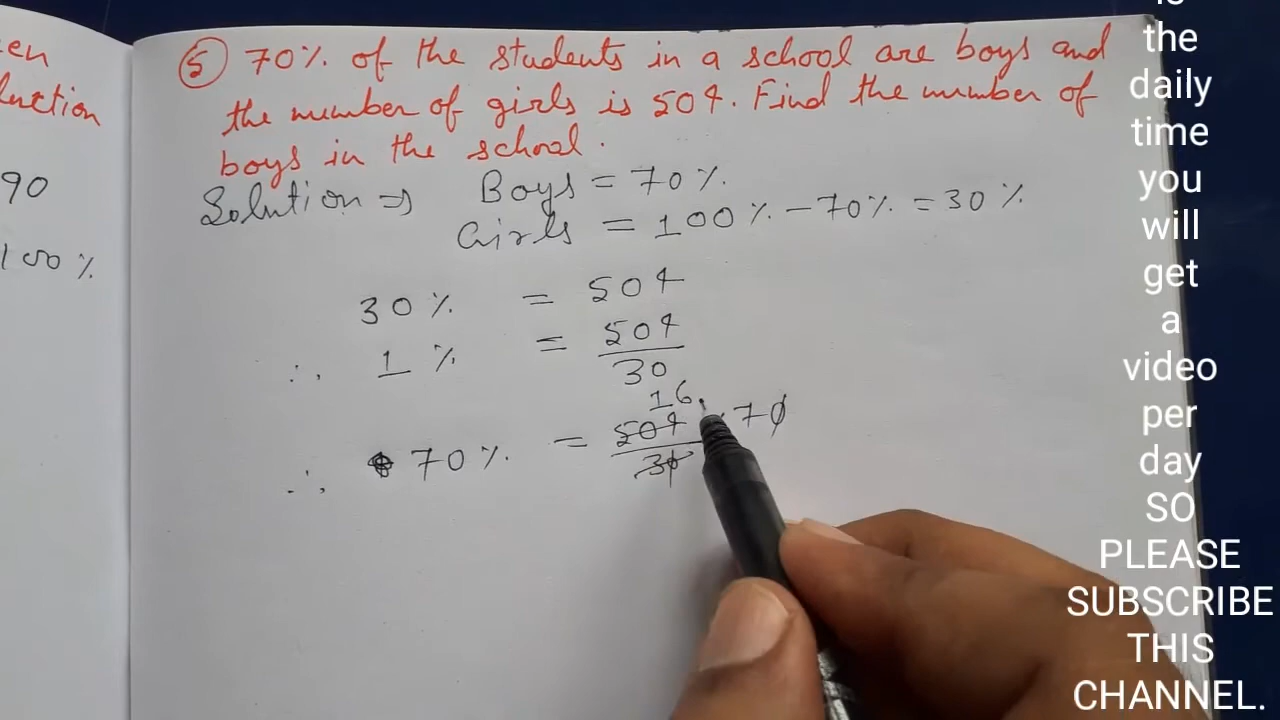 en
uction
90
100%
⑤ 70% of the students in a school are boys and
the number of girls is 504. Find the number of
boys in the school.
Solution ⇒ Boys = 70%.
Girls = 100% - 70% = 30%
30% = 504
∴ 1% = 504/30
16
∴ 70% = 504/30 70
the
daily
time
you
will
get
a
video
per
day
SO
PLEASE
SUBSCRIBE
THIS
CHANNEL.